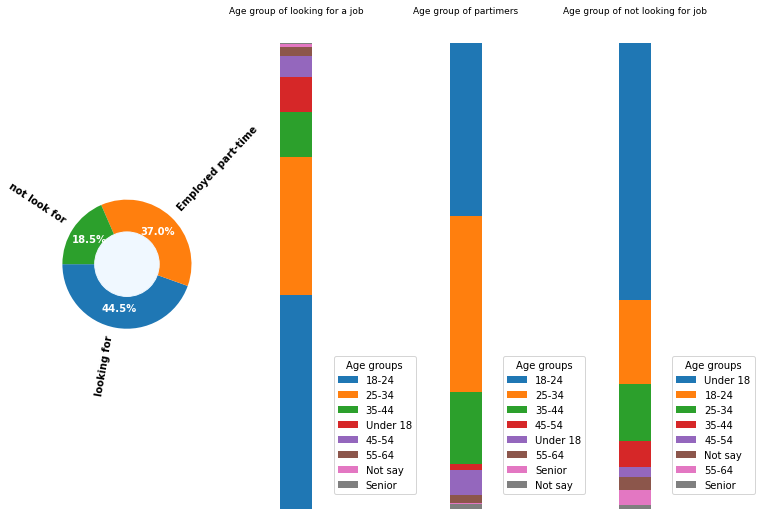 Age group of looking for a job
Age group of partimers
Age group of not looking for job
not look for
Employed part-time
18.5%
37.0%
44.5%
looking for
Age groups
18-24
25-34
35-44
Under 18
45-54
55-64
Not say
Senior
Age groups
18-24
25-34
35-44
45-54
Under 18
55-64
Senior
Not say
Age groups
Under 18
18-24
25-34
35-44
45-54
Not say
55-64
Senior